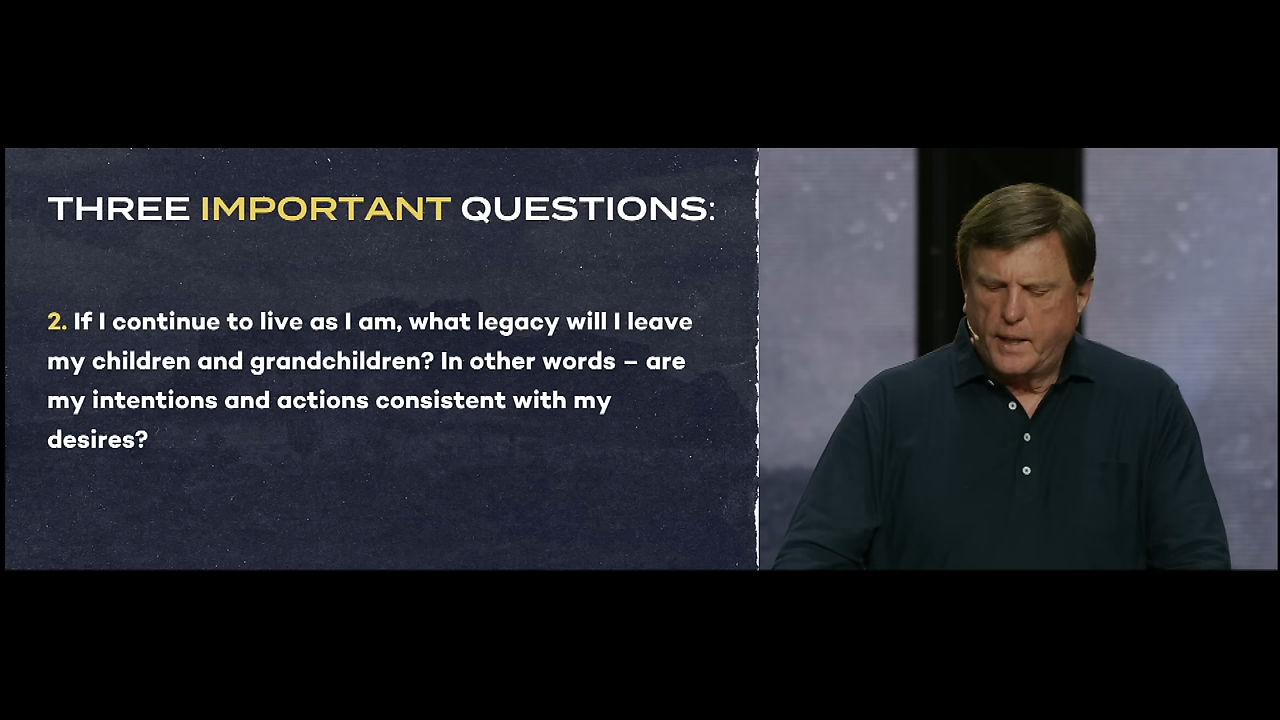 THREE IMPORTANT QUESTIONS:
2. If I continue to live as I am, what legacy will I leave
my children and grandchildren? In other words – are
my intentions and actions consistent with my
desires?